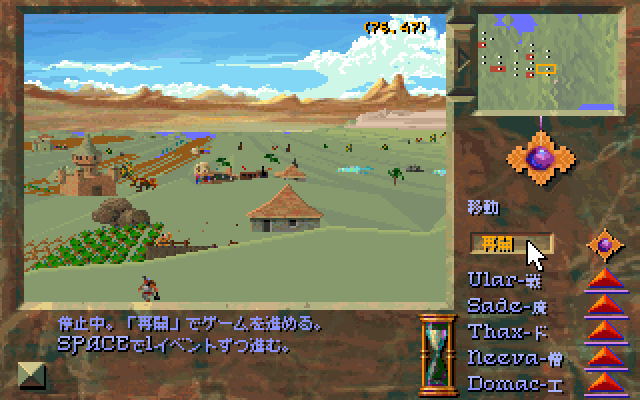 (76,47)
移動
再開
Ular-戦
Sade-魔
Thax-ド
Neeva-僧
Domac-工
停止中。「再開」でゲームを進める。
SPACEで1イベントずつ進む。